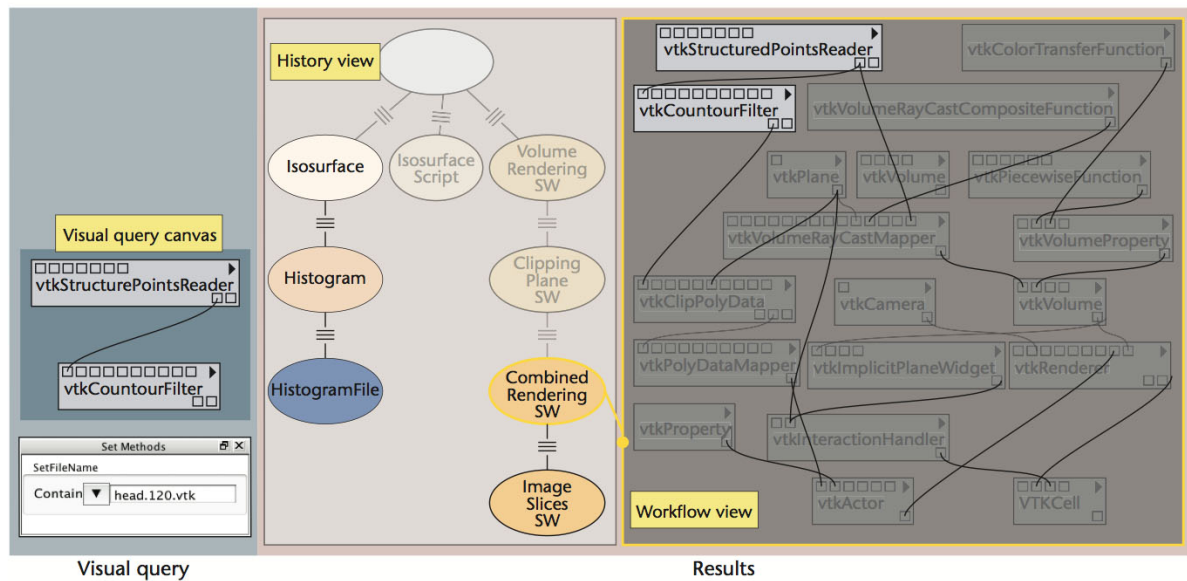 Visual query canvas
vtkStructurePointsReader
vtkCountourFilter
Set Methods
SetFileName
Contain
head.120.vtk
Visual query
History view
Isosurface
Isosurface
Script
Volume
Rendering
SW
Histogram
Clipping
Plane
SW
HistogramFile
Combined
Rendering
SW
Image
Slices
SW
vtkStructuredPointsReader
vtkColorTransferFunction
vtkCountourFilter
vtkVolumeRayCastCompositeFunction
vtkPlane
vtkVolume
vtkPiecewiseFunction
vtkVolumeRayCastMapper
vtkVolumeProperty
vtkClipPolyData
vtkCamera
vtkVolume
vtkPolyDataMapper
vtkImplicitPlaneWidget
vtkRenderer
vtkProperty
vtkInteractionHandler
Workflow view
vtkActor
VTKCell
Results